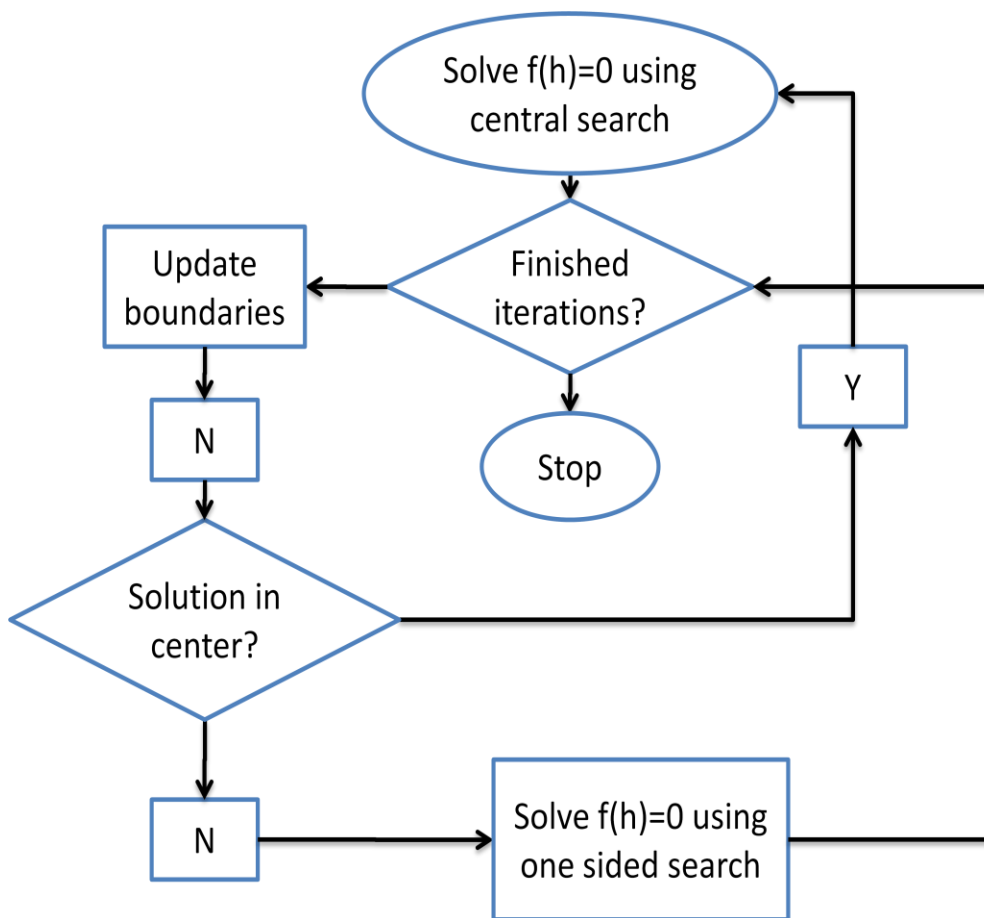 Solve f(h)=0 using
central search
Update
boundaries
Finished
iterations?
Y
N
Stop
Solution in
center?
N
Solve f(h)=0 using
one sided search